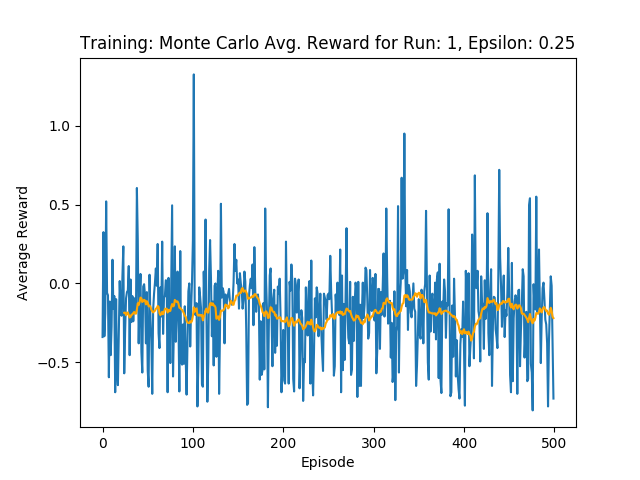 Training: Monte Carlo Avg. Reward for Run: 1, Epsilon: 0.25
1.0
0.5
0.0
−0.5
Average Reward
0 100 200 300 400 500
Episode